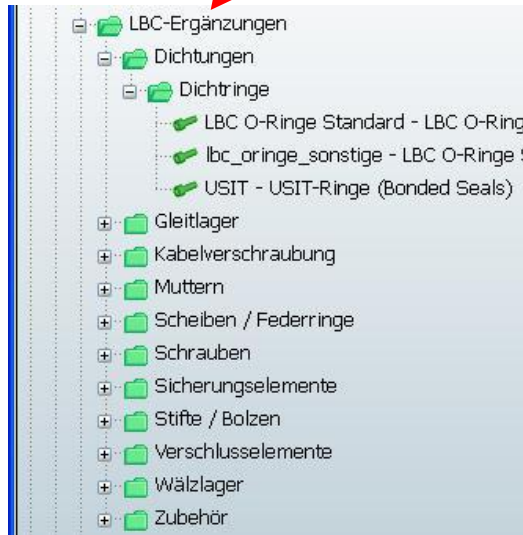 LBC-Ergänzungen
Dichtungen
Dichtringe
LBC O-Ringe Standard - LBC O-Ring
lbc_oringe_sonstige - LBC O-Ringe
USIT - USIT-Ringe (Bonded Seals)
Gleitlager
Kabelverschraubung
Muttern
Scheiben / Federringe
Schrauben
Sicherungselemente
Stifte / Bolzen
Verschlusselemente
Wälzlager
Zubehör